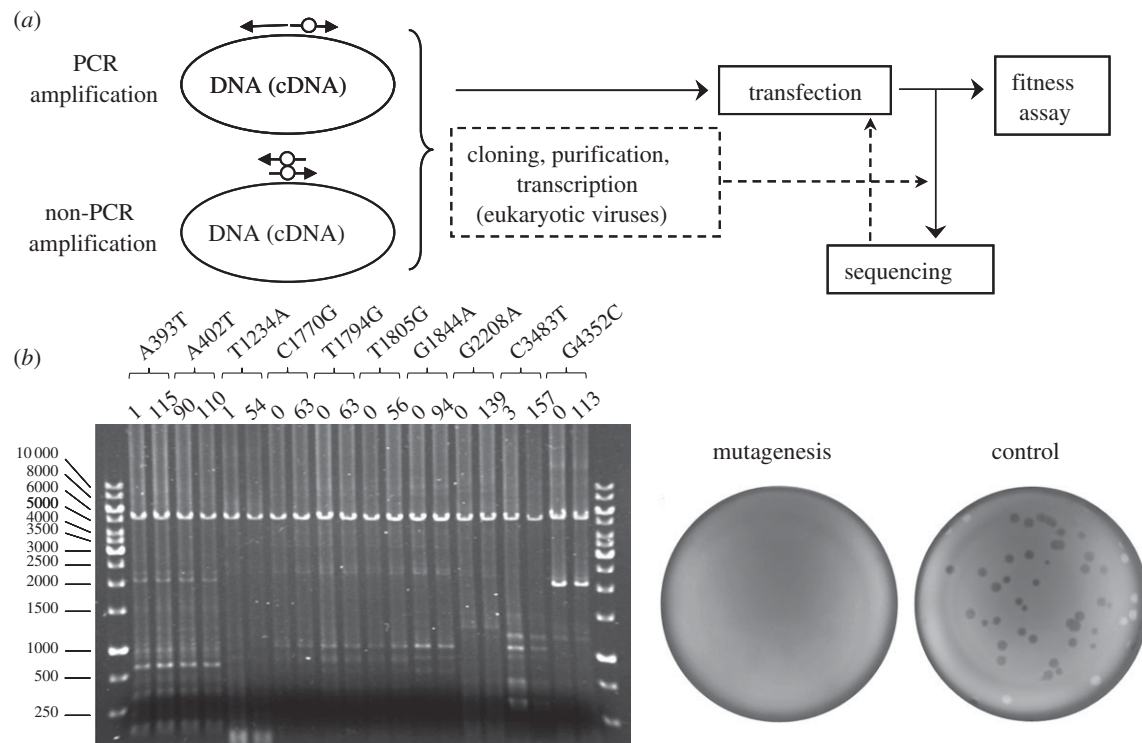 (a)
PCR
amplification
DNA (cDNA)
non-PCR
amplification
DNA (cDNA)
cloning, purification,
transcription
(eukaryotic viruses)
transfection
fitness
assay
sequencing
(b)
A393T
A402T
T1234A
C1770G
T1794G
T1805G
G1844A
G2208A
C3483T
G4352C
1 115 90 110 1 54 0 63 0 63 0 56 0 94 0 139 3 157 0 113
10 000
8000
6000
5000
4000
3500
3000
2500
2000
1500
1000
500
250
mutagenesis
control